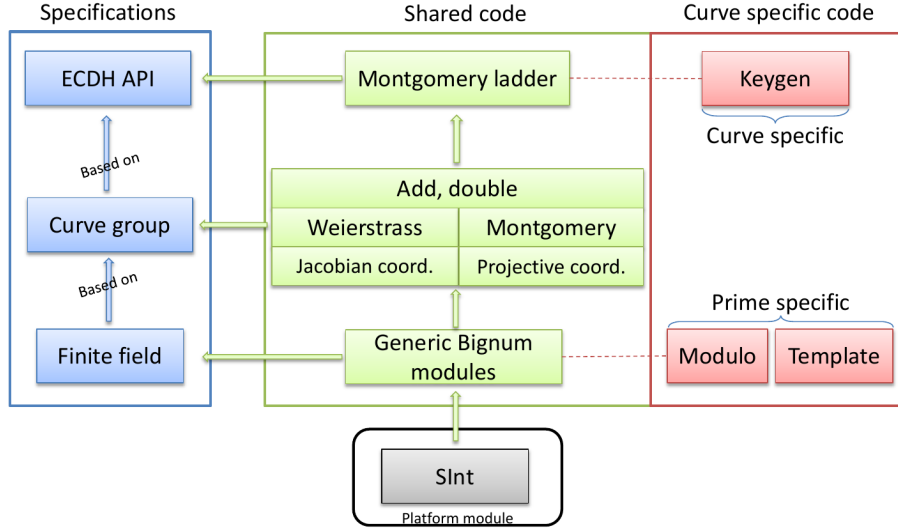 Specifications
Shared code
Curve specific code
ECDH API
Montgomery ladder
Keygen
Curve specific
Based on
Add, double
Curve group
Weierstrass
Montgomery
Jacobian coord.
Projective coord.
Based on
Prime specific
Finite field
Generic Bignum
modules
Modulo
Template
SInt
Platform module